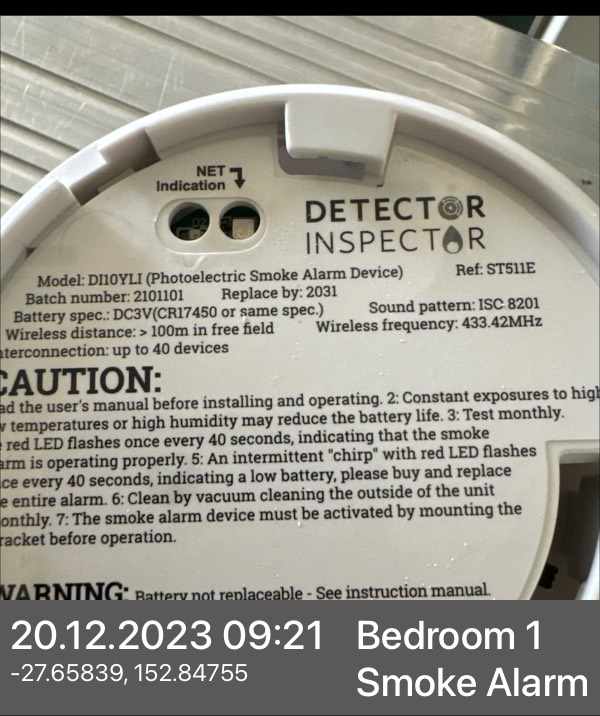 NET
Indication
DETECTOR
INSPECTOR
Model: DI10YLI (Photoelectric Smoke Alarm Device) Ref: ST511E
Batch number: 2101101 Replace by: 2031
Battery spec.: DC3V(CR17450 or same spec.) Sound pattern: ISO 8201
Wireless distance: > 100m in free field Wireless frequency: 433.42MHz
nterconnection: up to 40 devices
CAUTION:
ad the user's manual before installing and operating. 2: Constant exposures to high
w temperatures or high humidity may reduce the battery life. 3: Test monthly.
e red LED flashes once every 40 seconds, indicating that the smoke
arm is operating properly. 5: An intermittent "chirp" with red LED flashes
ce every 40 seconds, indicating a low battery, please buy and replace
e entire alarm. 6: Clean by vacuum cleaning the outside of the unit
onthly. 7: The smoke alarm device must be activated by mounting the
racket before operation.
WARNING: Battery not replaceable - See instruction manual.
20.12.2023 09:21 Bedroom 1
-27.65839, 152.84755 Smoke Alarm